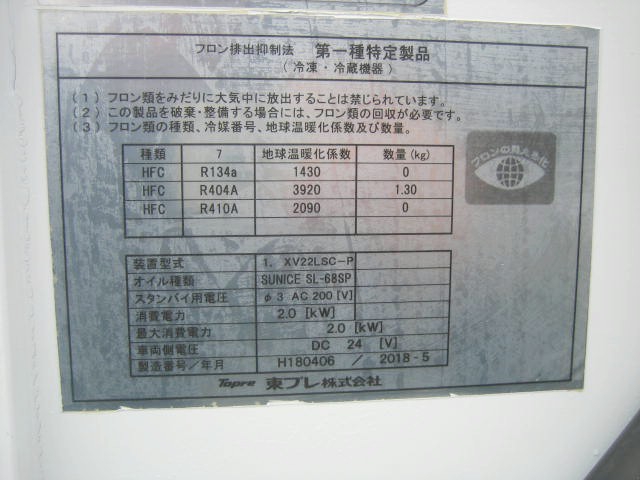 フロン排出抑制法 第一種特定製品
(冷凍・冷蔵機器)
(1) フロン類をみだりに大気中に放出することは禁じられています。
(2) この製品を破棄・整備する場合には、フロン類の回収が必要です。
(3) フロン類の種類、冷媒番号、地球温暖化係数及び数量。
種類 7 地球温暖化係数 数量(kg)
HFC R134a 1430 0
HFC R404A 3920 1.30
HFC R410A 2090 0
フロンの見える化
装置型式 1. XV22LSC-P
オイル種類 SUNICE SL-68SP
スタンバイ用電圧 φ3 AC 200 [V]
消費電力 2.0 [kW]
最大消費電力 2.0 [kW]
車両側電圧 DC 24 [V]
製造番号/年月 H180406 / 2018-5
Topre 東プレ株式会社